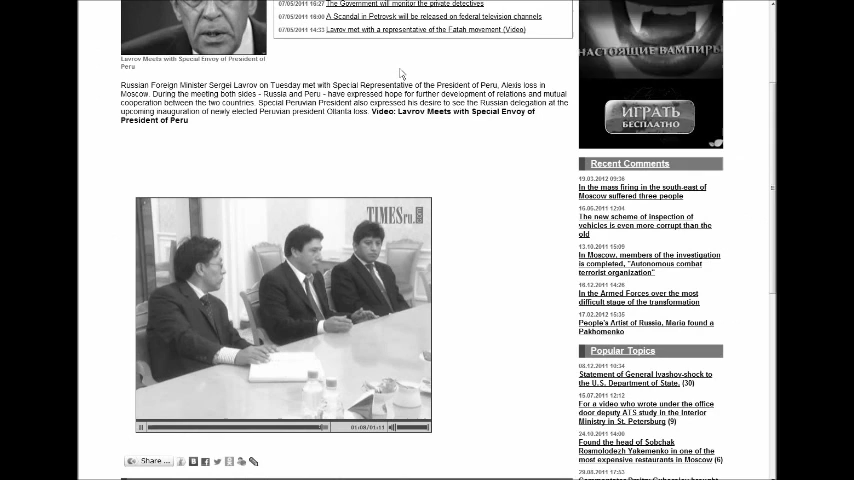 07/05/2011 16:27 The Government will monitor the private detectives
07/05/2011 16:00 A Scandal in Petrovsk will be released on federal television channels
07/05/2011 14:33 Lavrov met with a representative of the Fatah movement (Video)
Lavrov Meets with Special Envoy of President of
Peru
Russian Foreign Minister Sergei Lavrov on Tuesday met with Special Representative of the President of Peru, Alexis loss in
Moscow. During the meeting both sides - Russia and Peru - have expressed hope for further development of relations and mutual
cooperation between the two countries. Special Peruvian President also expressed his desire to see the Russian delegation at the
upcoming inauguration of newly elected Peruvian president Ollanta loss. Video: Lavrov Meets with Special Envoy of
President of Peru
TIMESru.com
01:08/01:11
Share ...
НАСТОЯЩИЕ ВАМПИРЫ
ИГРАТЬ
БЕСПЛАТНО
Recent Comments
19.03.2012 09:36
In the mass firing in the south-east of
Moscow suffered three people
16.06.2011 12:04
The new scheme of inspection of
vehicles is even more corrupt than the
old
13.10.2011 15:09
In Moscow, members of the investigation
is completed, "Autonomous combat
terrorist organization"
16.12.2011 14:26
In the Armed Forces over the most
difficult stage of the transformation
17.02.2012 15:35
People's Artist of Russia, Maria found a
Pakhomenko
Popular Topics
08.12.2011 10:34
Statement of General Ivashov-shock to
the U.S. Department of State. (30)
15.07.2011 12:12
For a video who wrote under the office
door deputy ATS study in the Interior
Ministry in St. Petersburg (9)
24.10.2011 14:00
Found the head of Sobchak
Rosmolodezh Yakemenko in one of the
most expensive restaurants in Moscow (6)
29.08.2011 17:53